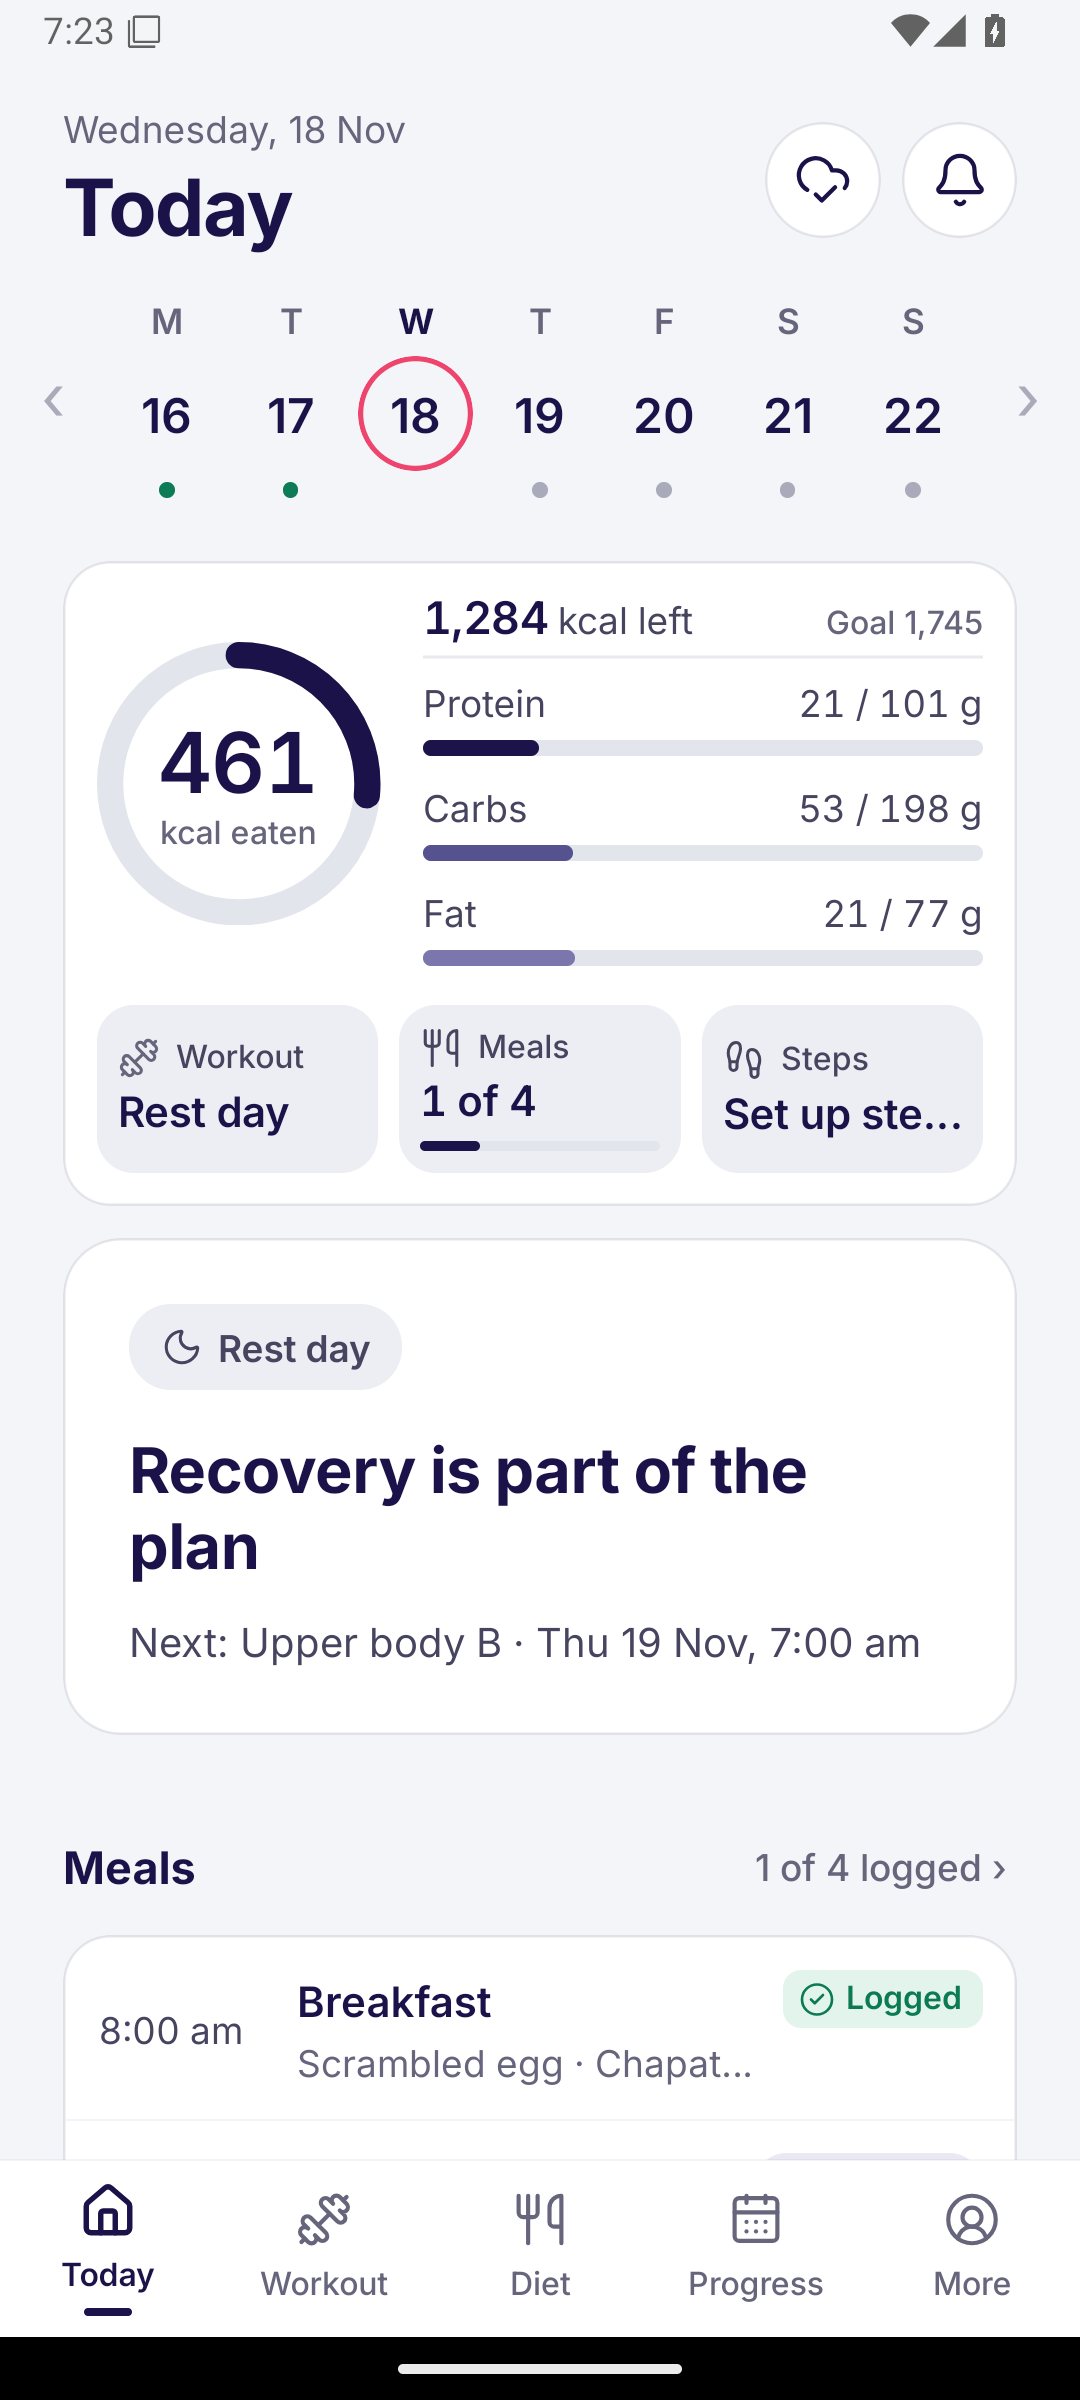 7:23
Wednesday, 18 Nov
Today
M T W T F S S
‹ 16 17 18 19 20 21 22 ›
1,284 kcal left Goal 1,745
461
kcal eaten
Protein 21 / 101 g
Carbs 53 / 198 g
Fat 21 / 77 g
Workout
Rest day
Meals
1 of 4
Steps
Set up ste...
Rest day
Recovery is part of the
plan
Next: Upper body B · Thu 19 Nov, 7:00 am
Meals 1 of 4 logged ›
8:00 am
Breakfast
Logged
Scrambled egg · Chapat...
Today Workout Diet Progress More